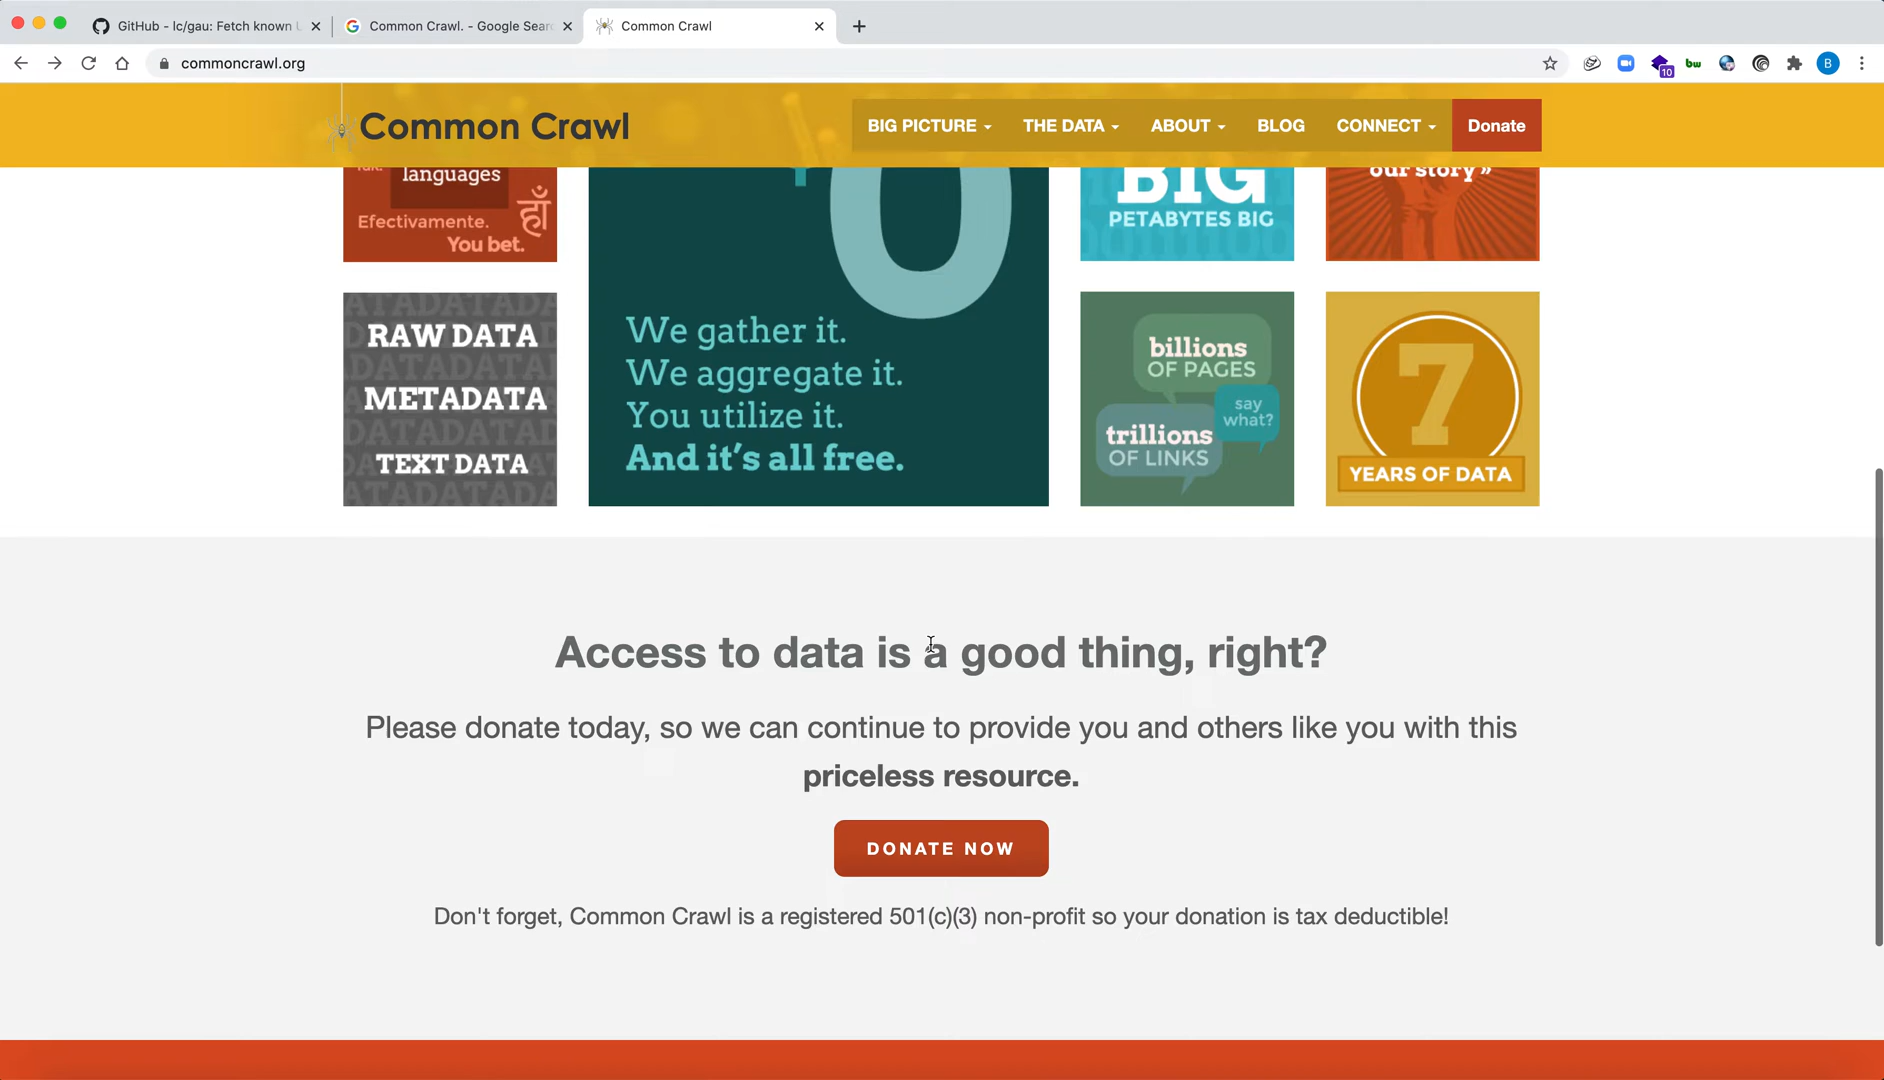 GitHub - lc/gau: Fetch known U
Common Crawl. - Google Sear
Common Crawl
commoncrawl.org
10
bw
B
Common Crawl
BIG PICTURE
THE DATA
ABOUT
BLOG
CONNECT
Donate
languages
Efectivamente.
हाँ
You bet.
BIG
PETABYTES BIG
our story »
RAW DATA
METADATA
TEXT DATA
We gather it.
We aggregate it.
You utilize it.
And it's all free.
billions
OF PAGES
say
what?
trillions
OF LINKS
7
YEARS OF DATA
Access to data is a good thing, right?
Please donate today, so we can continue to provide you and others like you with this
priceless resource.
DONATE NOW
Don't forget, Common Crawl is a registered 501(c)(3) non-profit so your donation is tax deductible!